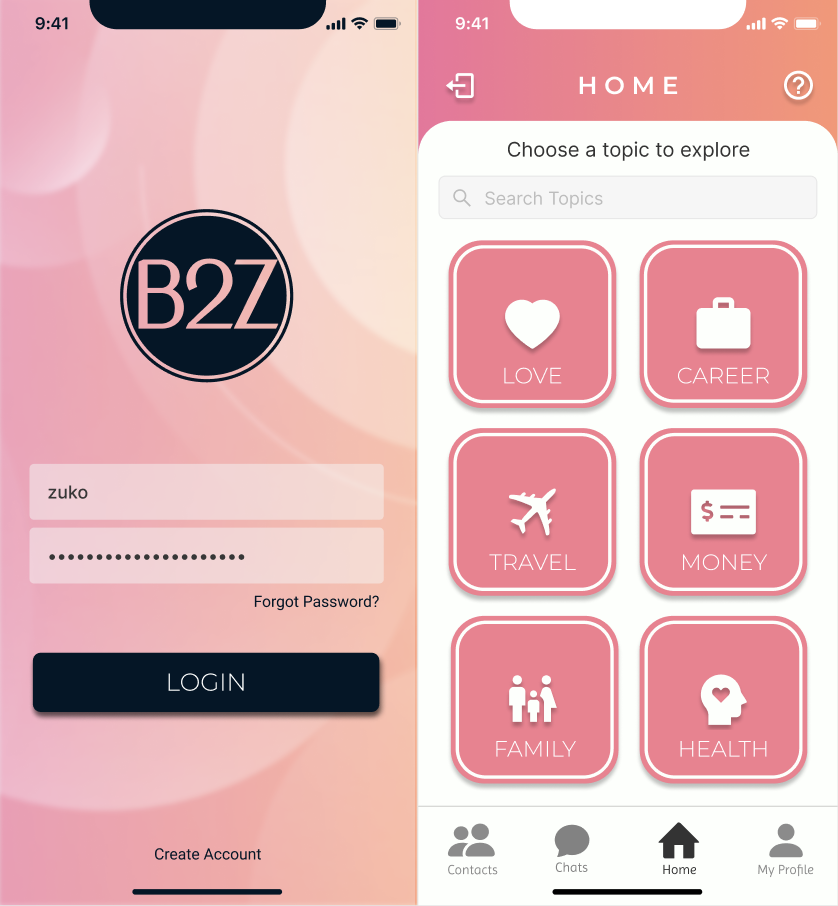 9:41
B2Z
zuko
•••••••••••••••••••••
Forgot Password?
LOGIN
Create Account
9:41
HOME
Choose a topic to explore
Search Topics
LOVE
CAREER
TRAVEL
$
MONEY
FAMILY
HEALTH
Contacts
Chats
Home
My Profile